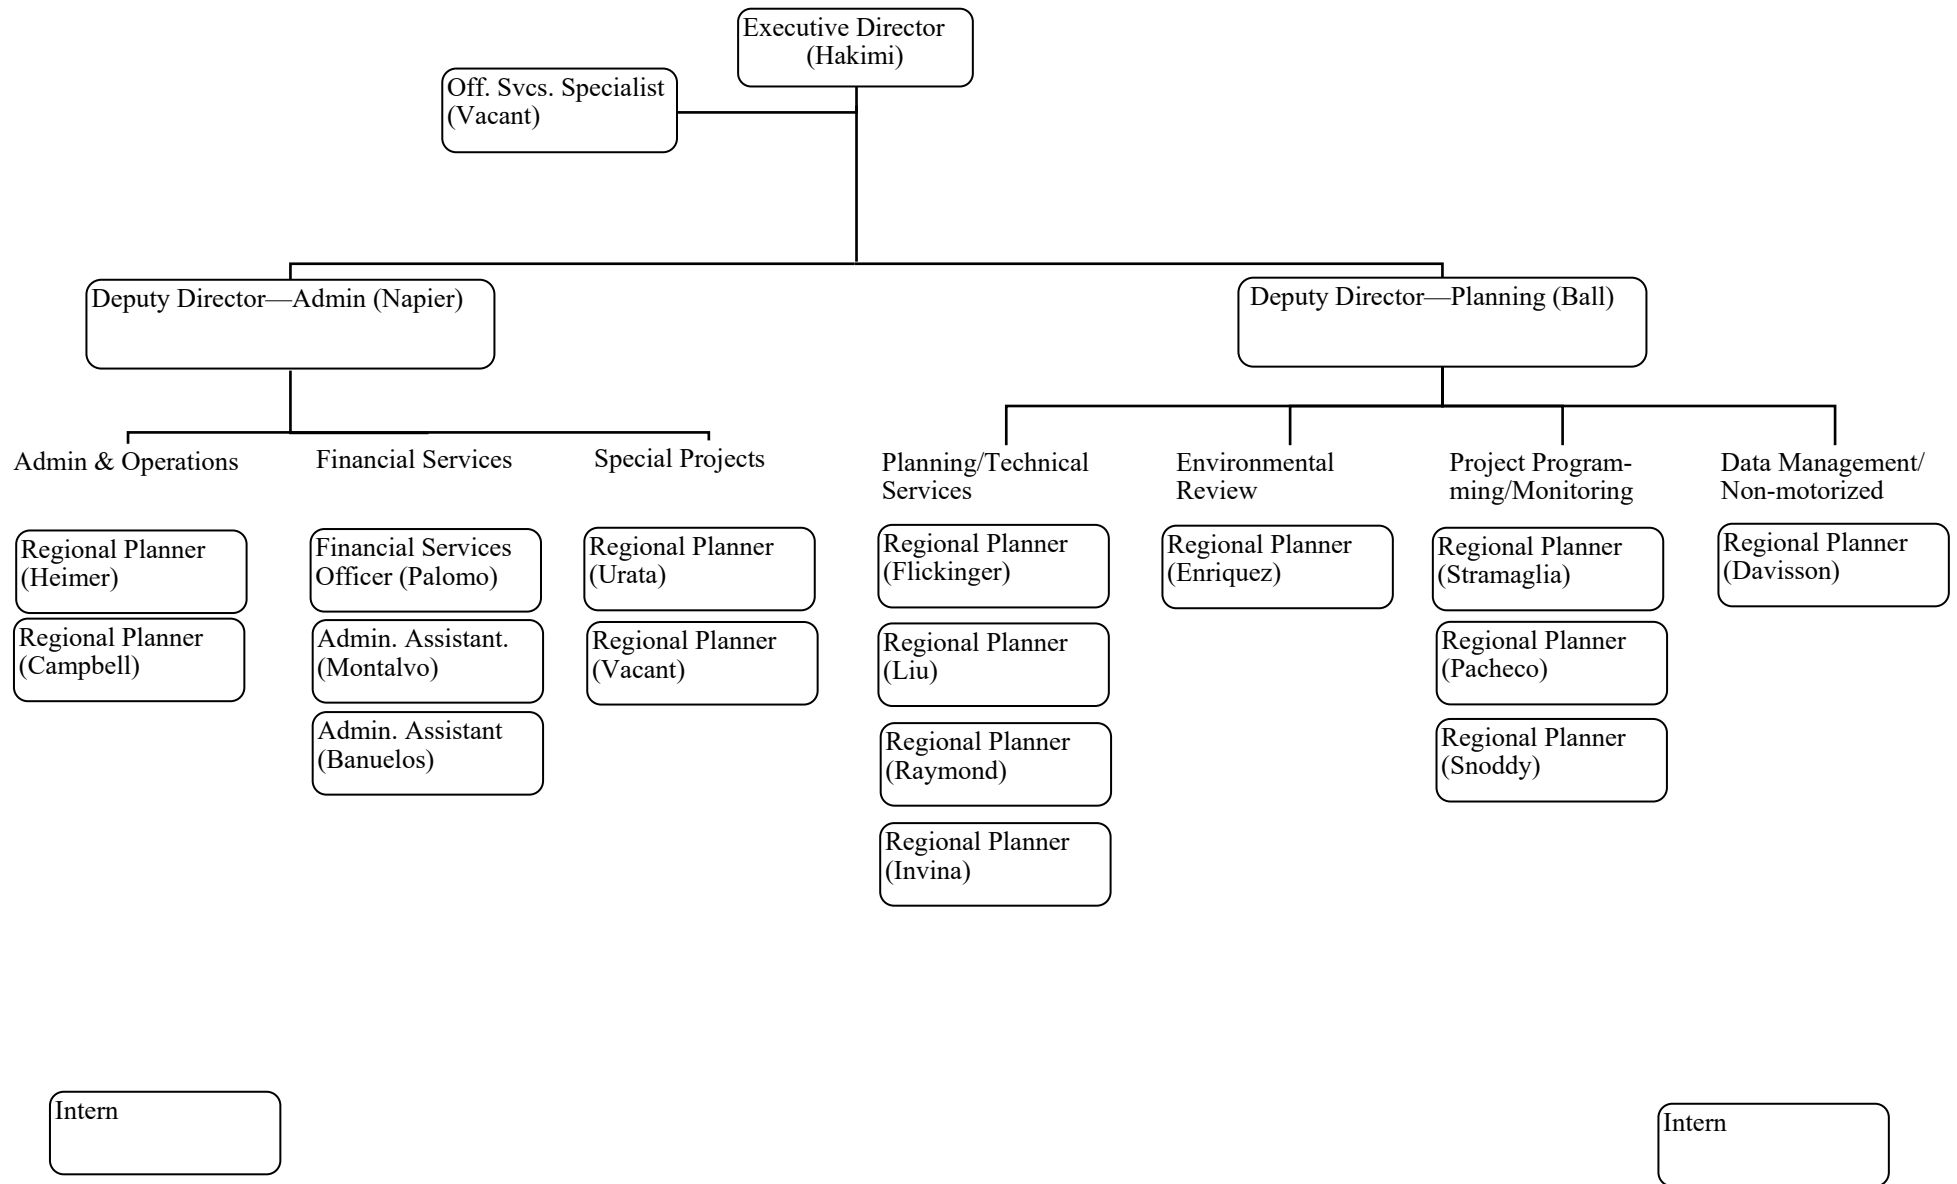 Executive Director
(Hakimi)
Off. Svcs. Specialist
(Vacant)
Deputy Director—Admin (Napier)
Deputy Director—Planning (Ball)
Admin & Operations
Financial Services
Special Projects
Planning/Technical
Services
Environmental
Review
Project Program-
ming/Monitoring
Data Management/
Non-motorized
Regional Planner
(Heimer)
Regional Planner
(Campbell)
Financial Services
Officer (Palomo)
Admin. Assistant.
(Montalvo)
Admin. Assistant
(Banuelos)
Regional Planner
(Urata)
Regional Planner
(Vacant)
Regional Planner
(Flickinger)
Regional Planner
(Liu)
Regional Planner
(Raymond)
Regional Planner
(Invina)
Regional Planner
(Enriquez)
Regional Planner
(Stramaglia)
Regional Planner
(Pacheco)
Regional Planner
(Snoddy)
Regional Planner
(Davisson)
Intern
Intern